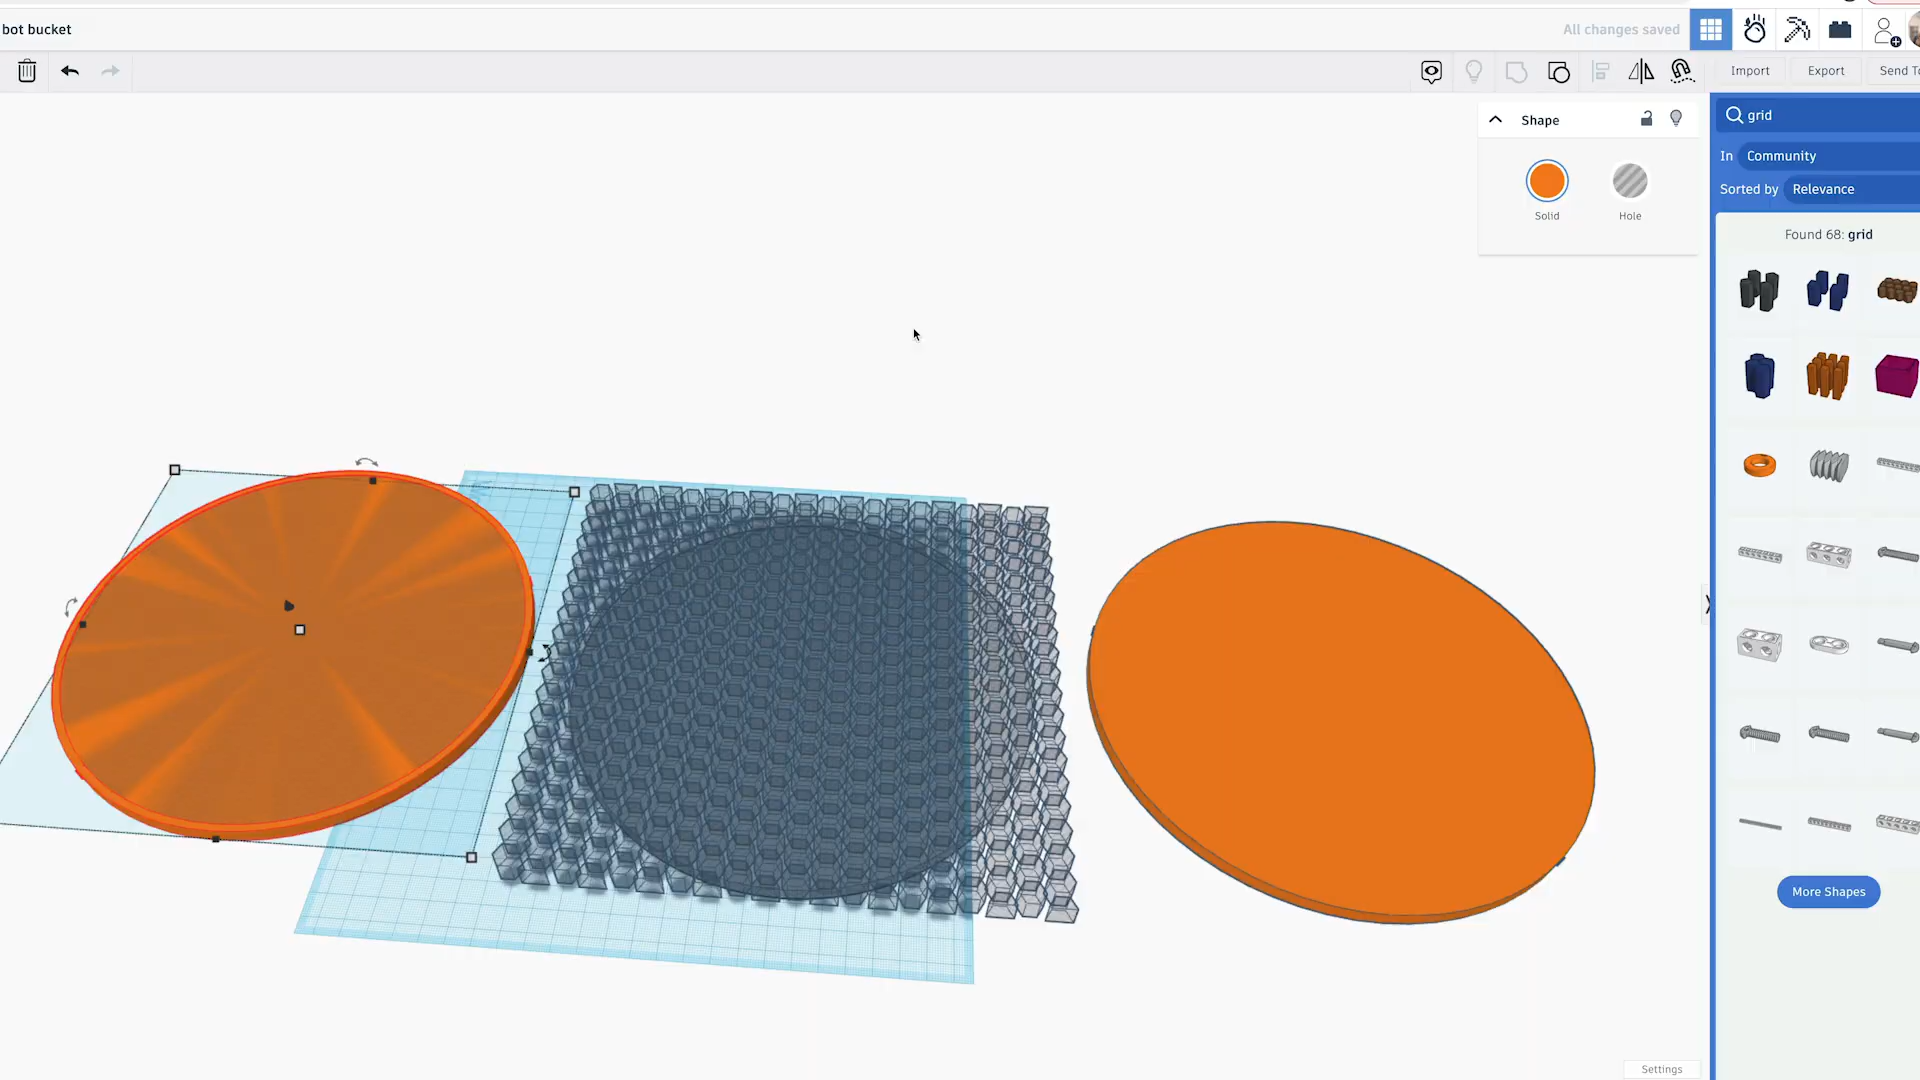 bot bucket
All changes saved
Import
Export
Send To
Shape
Solid
Hole
grid
In
Community
Sorted by
Relevance
Found 68: grid
More Shapes
Settings